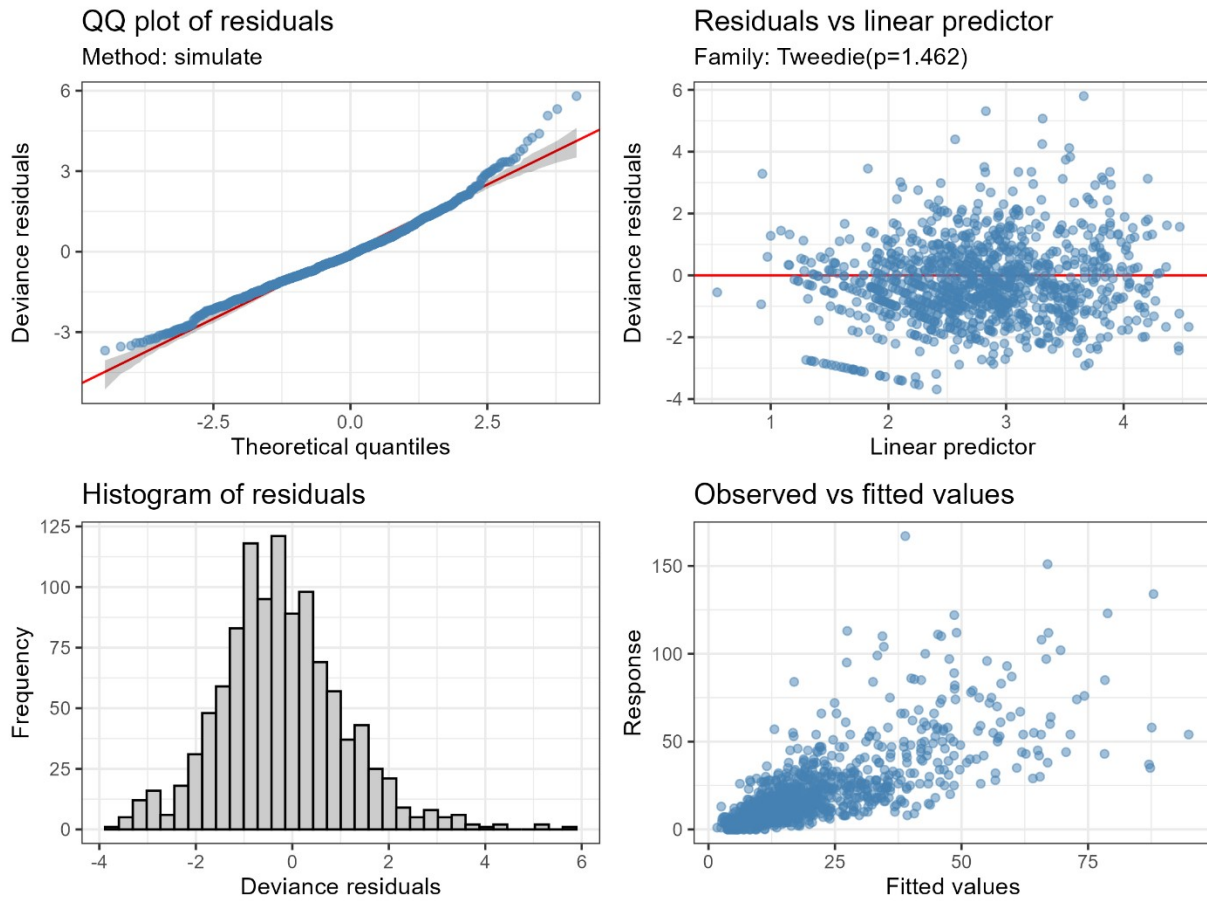 QQ plot of residuals
Method: simulate
6
3
0
-3
-2.5
0.0
2.5
Deviance residuals
Theoretical quantiles
Residuals vs linear predictor
Family: Tweedie(p=1.462)
6
4
2
0
-2
-4
1
2
3
4
Deviance residuals
Linear predictor
Histogram of residuals
125
100
75
50
25
0
-4
-2
0
2
4
6
Frequency
Deviance residuals
Observed vs fitted values
150
100
50
0
0
25
50
75
Response
Fitted values